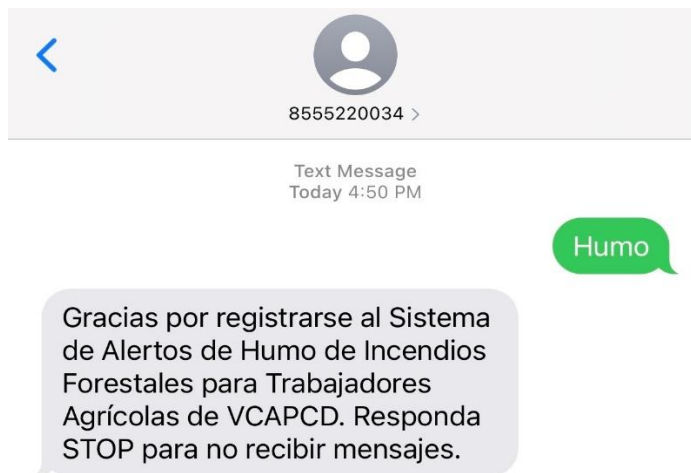 8555220034 >
Text Message
Today 4:50 PM
Humo
Gracias por registrarse al Sistema
de Alertos de Humo de Incendios
Forestales para Trabajadores
Agrícolas de VCAPCD. Responda
STOP para no recibir mensajes.